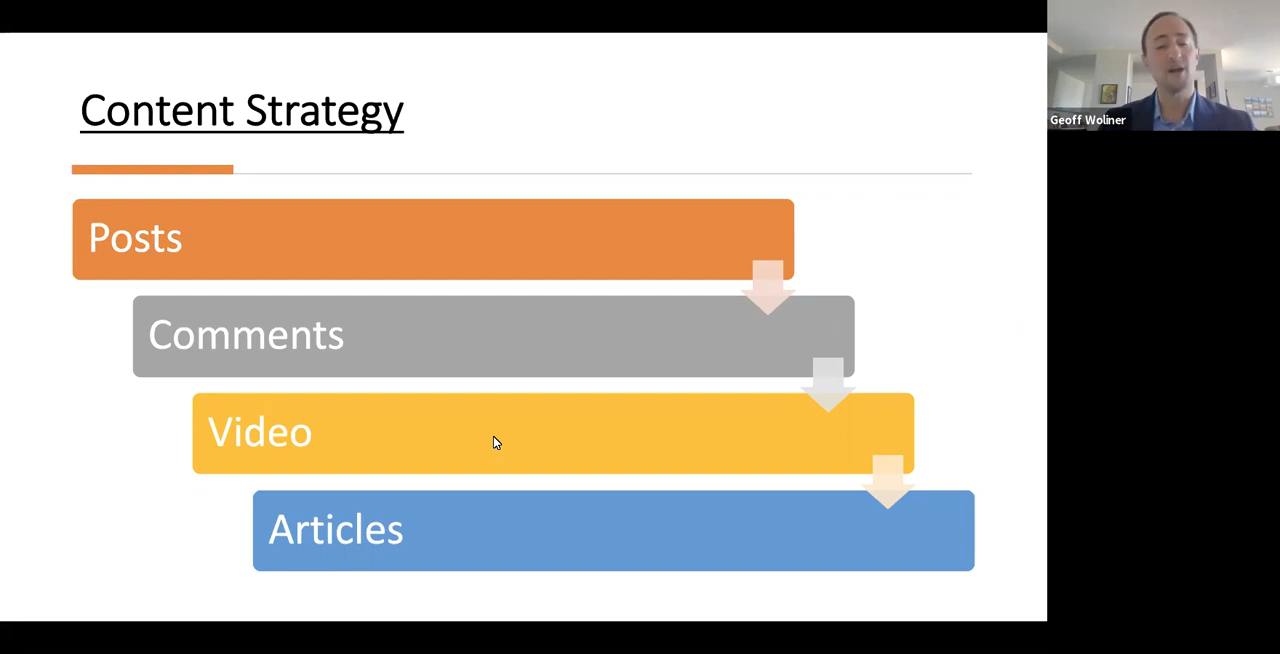 Content Strategy
Geoff Woliner
Posts
Comments
Video
Articles